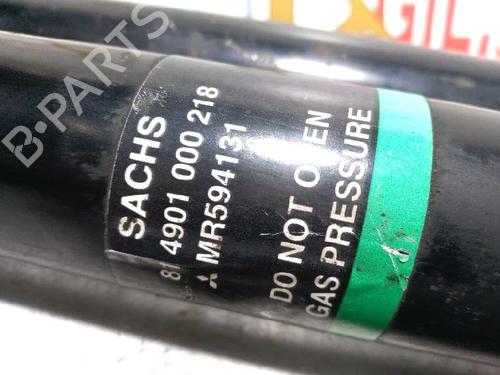 SACHS
4901 000 218
MR594131
DO NOT OPEN
GAS PRESSURE
B-PARTS